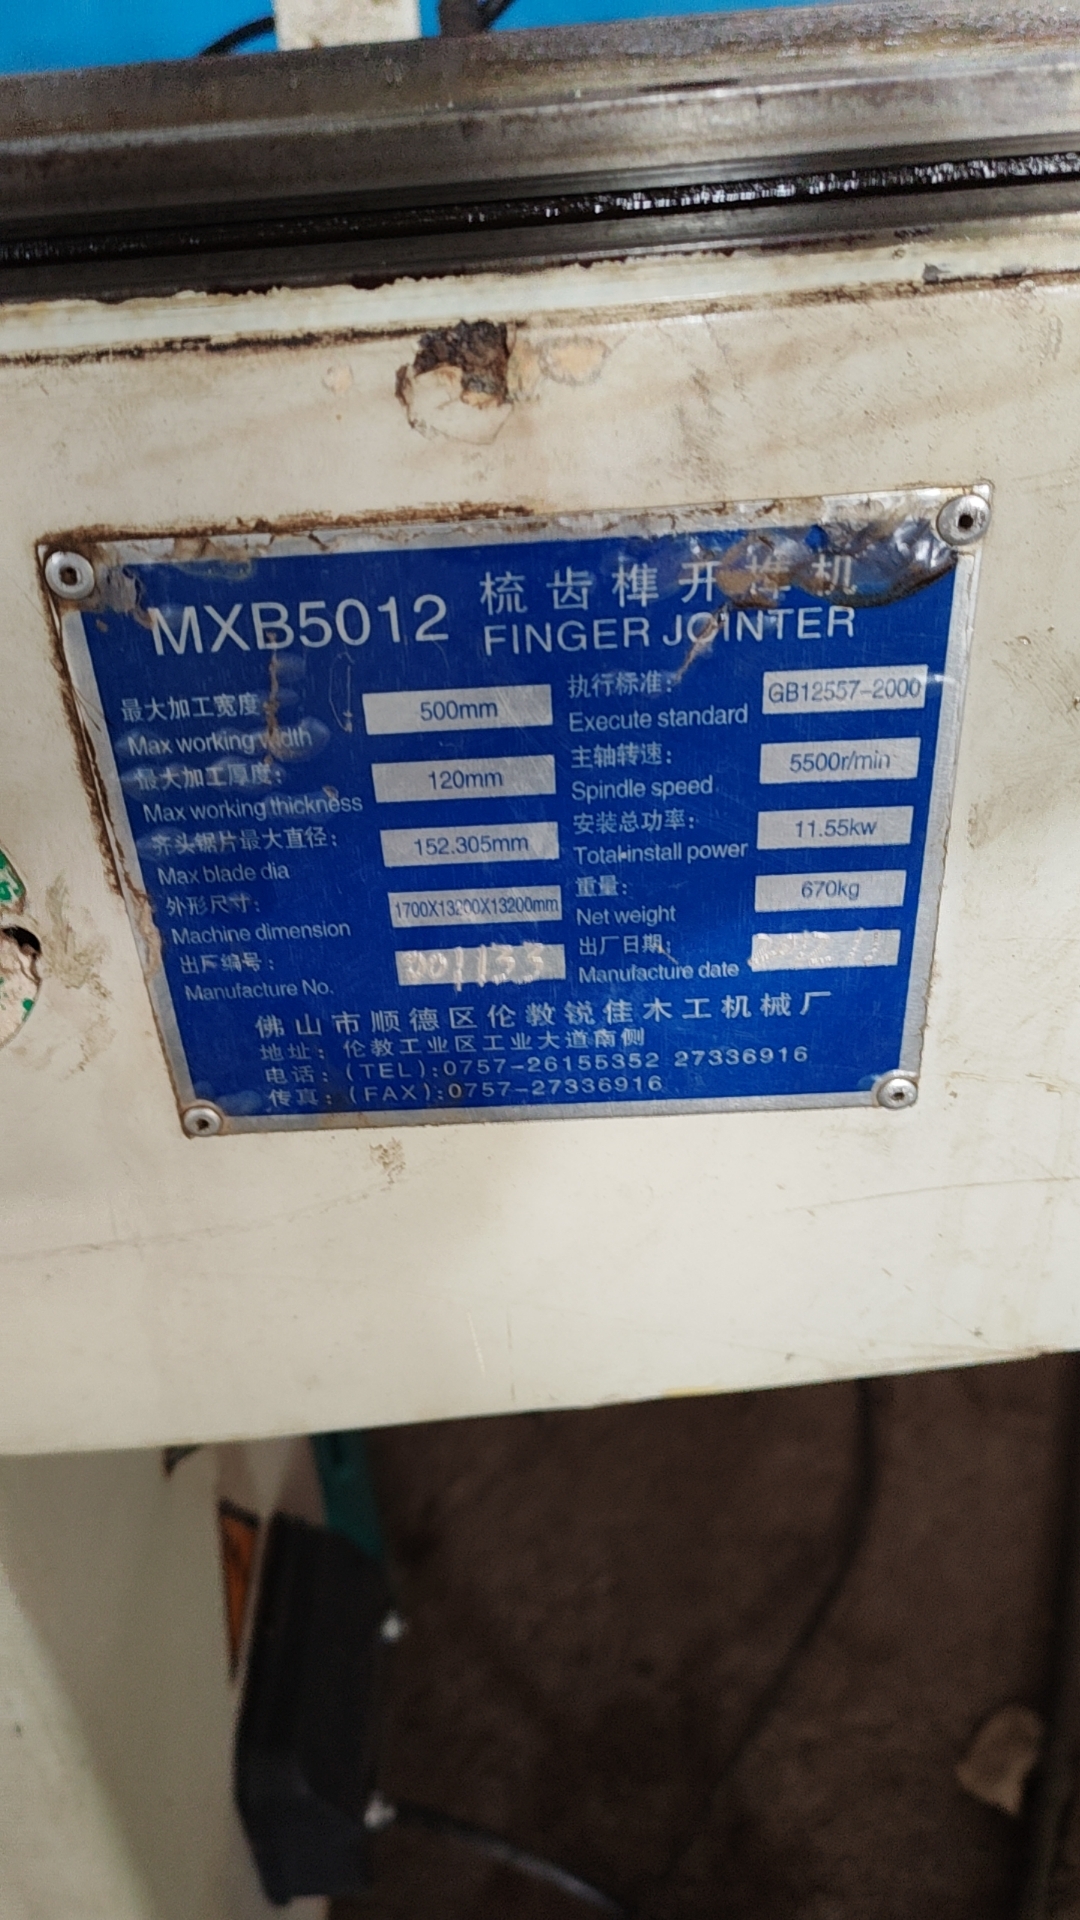 MXB5012 梳齿榫开榫机
FINGER JOINTER
最大加工宽度: 500mm
Max working width
执行标准: GB12557-2000
Execute standard
最大加工厚度: 120mm
Max working thickness
主轴转速: 5500r/min
Spindle speed
齐头锯片最大直径: 152.305mm
Max blade dia
安装总功率: 11.55kw
Total install power
外形尺寸: 1700X13200X13200mm
Machine dimension
重量: 670kg
Net weight
出厂编号: 001133
Manufacture No.
出厂日期:
Manufacture date
佛山市顺德区伦教锐佳木工机械厂
地址: 伦教工业区工业大道南侧
电话: (TEL):0757-26155352 27336916
传真: (FAX):0757-27336916